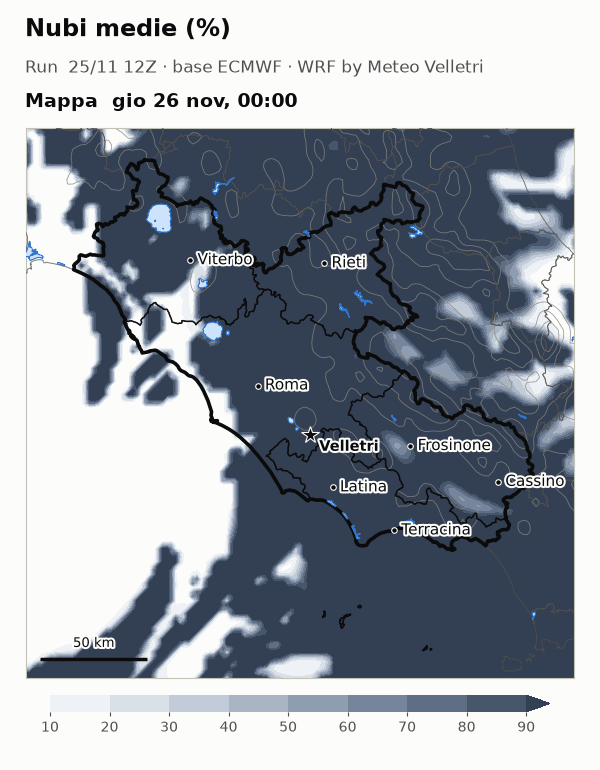 Nubi medie (%)
Run  25/11 12Z · base ECMWF · WRF by Meteo Velletri
Mappa  gio 26 nov, 00:00
Viterbo
Rieti
Roma
Velletri
Frosinone
Cassino
Latina
Terracina
50 km
10 20 30 40 50 60 70 80 90